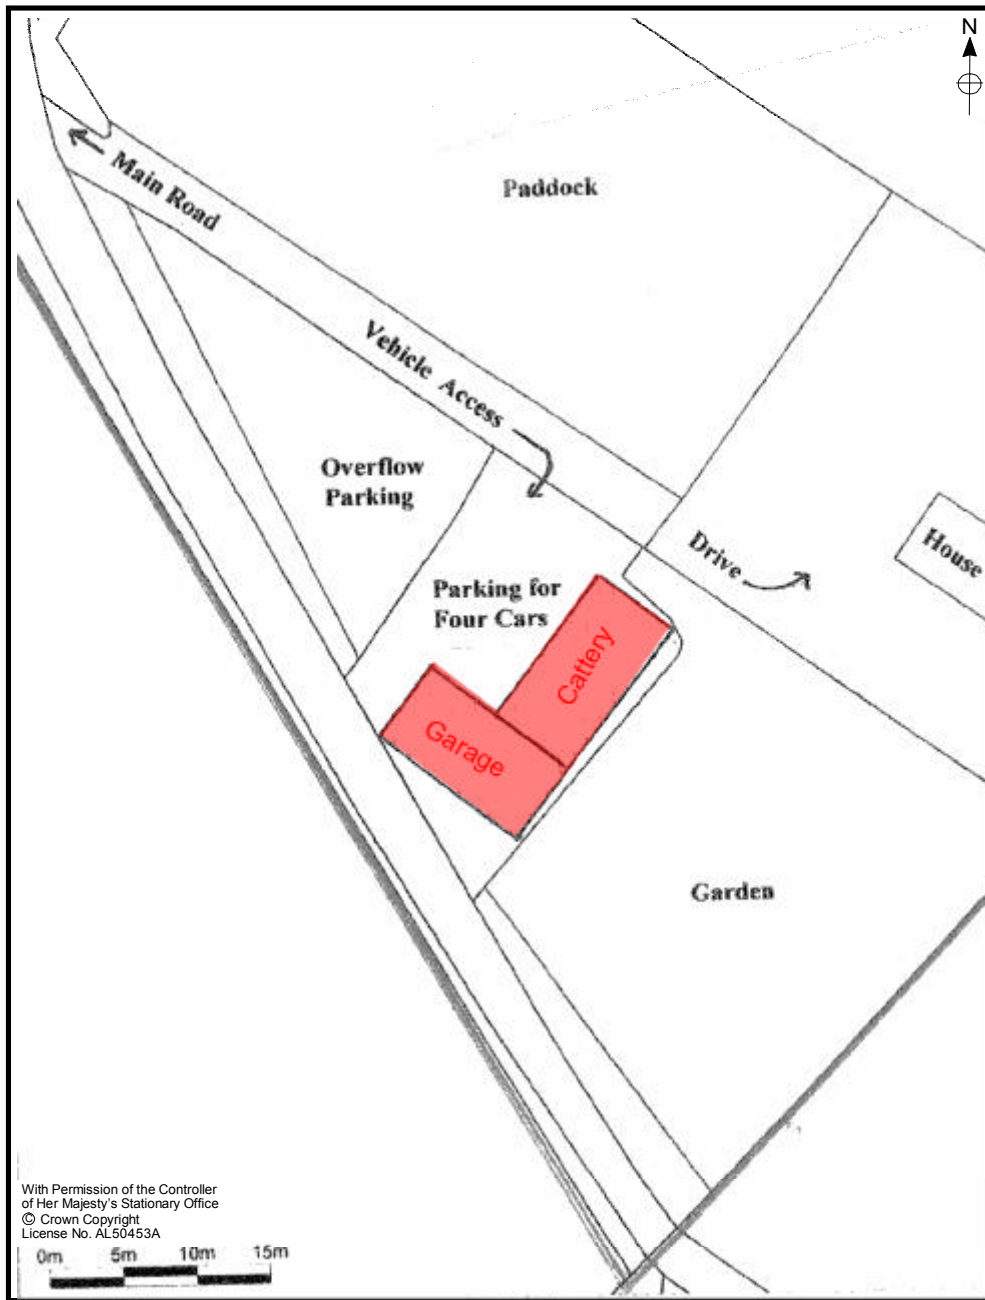 N
Main Road
Paddock
Vehicle Access
Overflow
Parking
Drive
House
Parking for
Four Cars
Cattery
Garage
Garden
With Permission of the Controller
of Her Majesty's Stationary Office
© Crown Copyright
License No. AL50453A
0m 5m 10m 15m